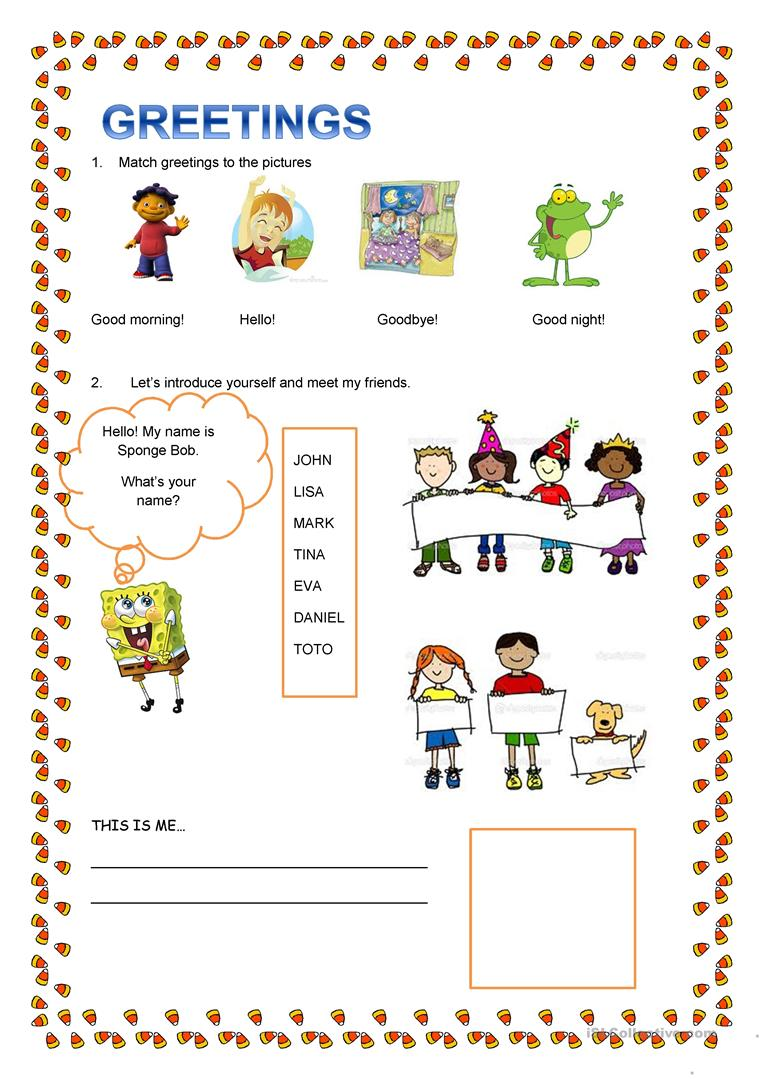 GREETINGS
1. Match greetings to the pictures
Good morning! Hello! Goodbye! Good night!
2. Let’s introduce yourself and meet my friends.
Hello! My name is
Sponge Bob.
What’s your
name?
JOHN
LISA
MARK
TINA
EVA
DANIEL
TOTO
THIS IS ME…
iSLCollective.com